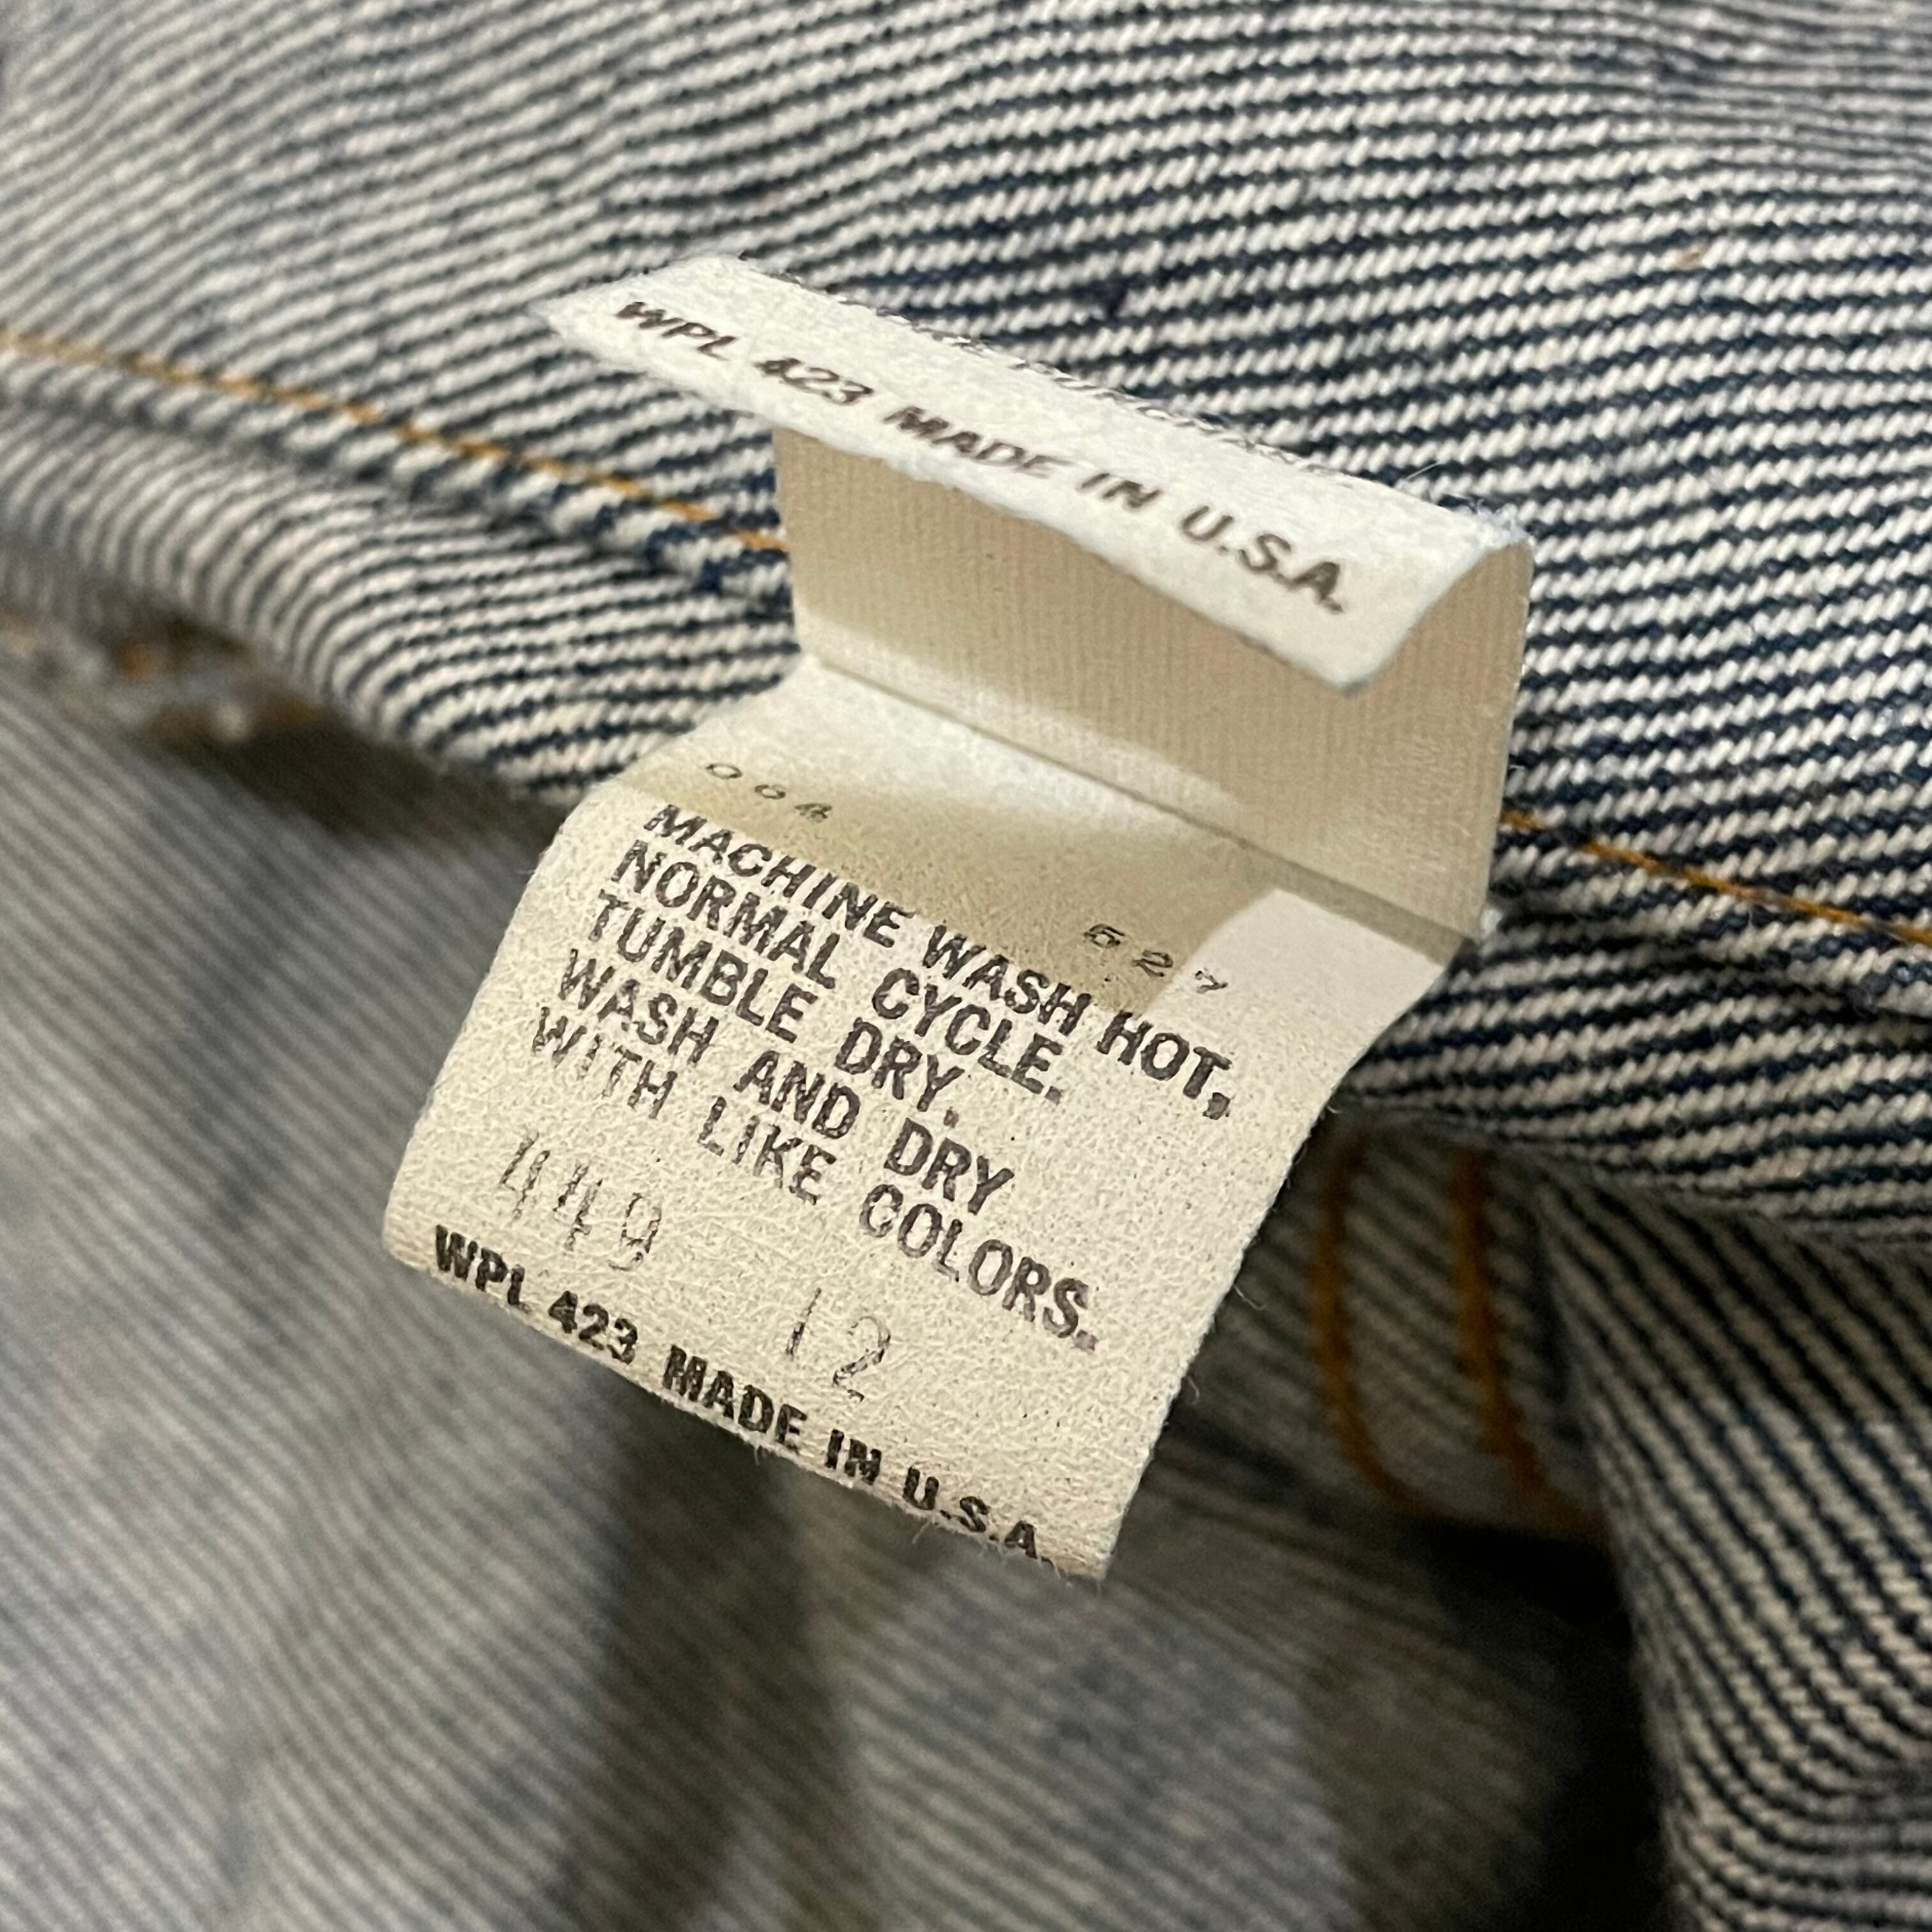 WPL 423 MADE IN U.S.A.
004 527
MACHINE WASH HOT,
NORMAL CYCLE.
TUMBLE DRY.
WASH AND DRY
WITH LIKE COLORS.
449 12
WPL 423 MADE IN U.S.A.